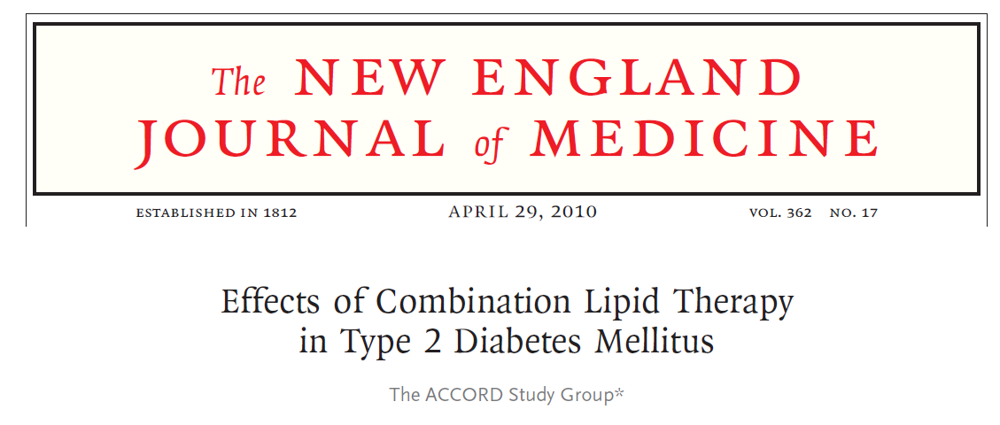 The NEW ENGLAND
JOURNAL of MEDICINE
ESTABLISHED IN 1812 APRIL 29, 2010 VOL. 362 NO. 17
Effects of Combination Lipid Therapy
in Type 2 Diabetes Mellitus
The ACCORD Study Group*